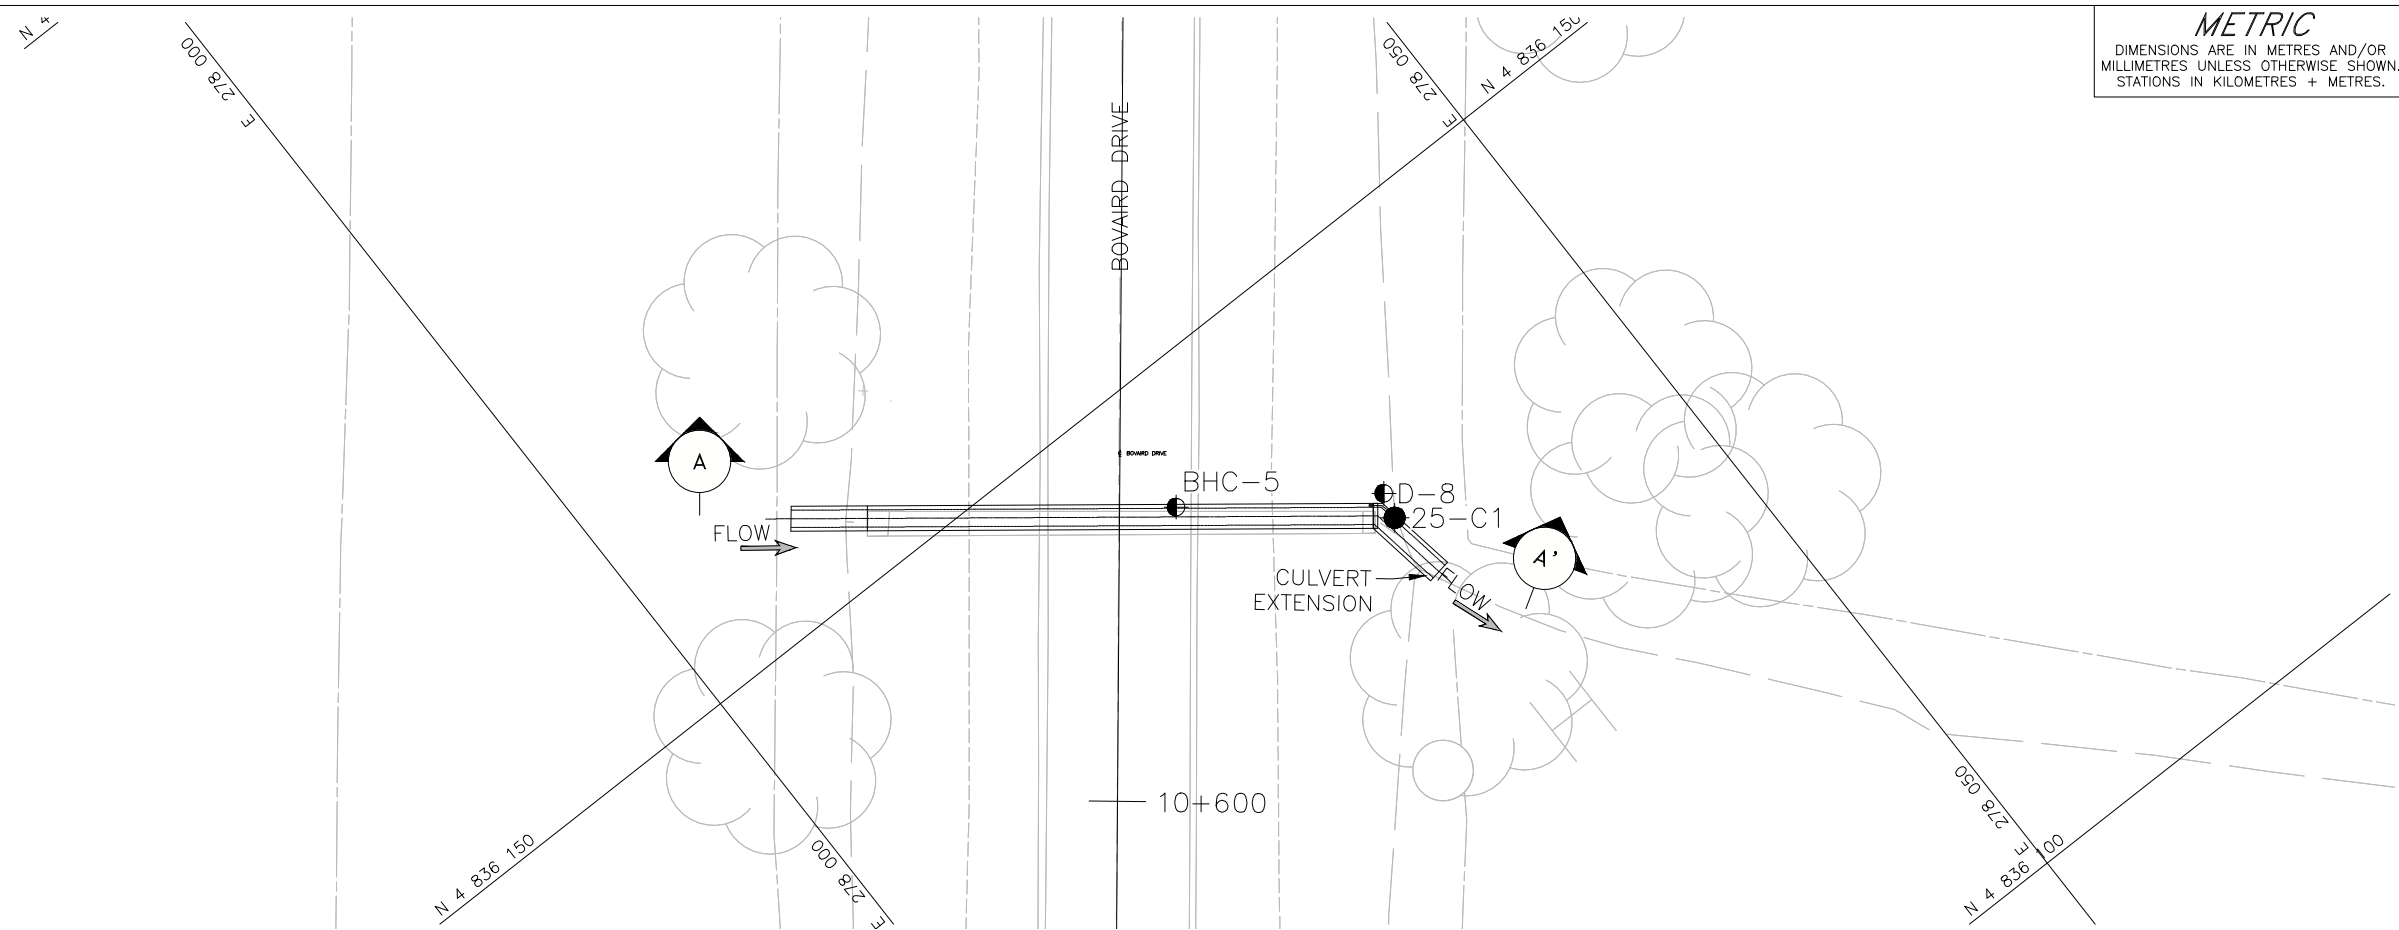 METRIC
DIMENSIONS ARE IN METRES AND/OR
MILLIMETRES UNLESS OTHERWISE SHOWN.
STATIONS IN KILOMETRES + METRES.
N 4
E 278 000
E 278 050
N 4 836 150
BOVAIRD DRIVE
A
BOVAIRD DRIVE
BHC-5
D-8
25-C1
FLOW
A'
CULVERT
EXTENSION
FLOW
10+600
N 4 836 150
E 278 000
E 278 050
N 4 836 100